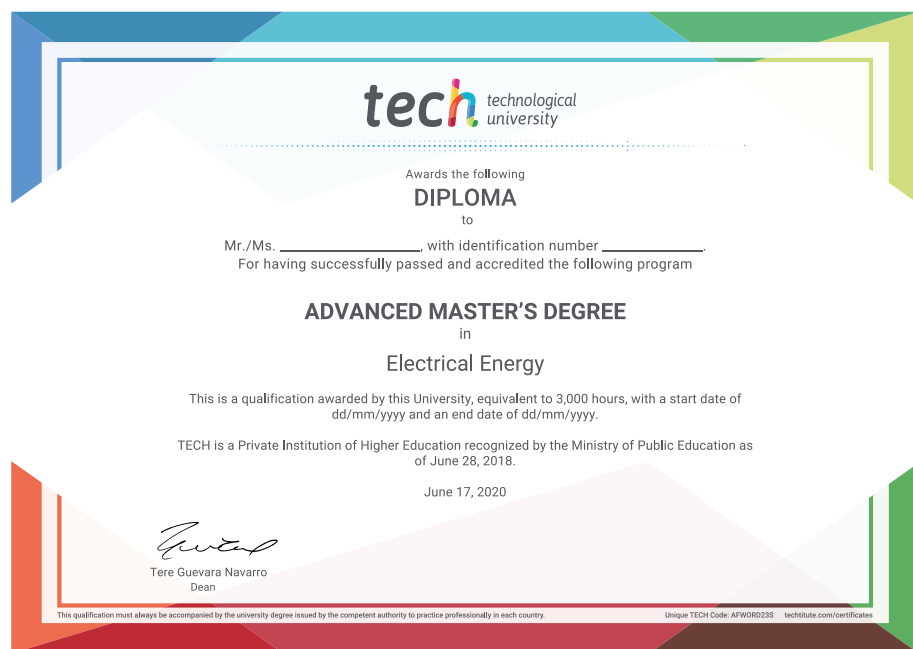 tech technological
university
Awards the following
DIPLOMA
to
Mr./Ms. ____________, with identification number ____________.
For having successfully passed and accredited the following program
ADVANCED MASTER'S DEGREE
in
Electrical Energy
This is a qualification awarded by this University, equivalent to 3,000 hours, with a start date of
dd/mm/yyyy and an end date of dd/mm/yyyy.
TECH is a Private Institution of Higher Education recognized by the Ministry of Public Education as
of June 28, 2018.
June 17, 2020
Tere Guevara Navarro
Dean
This qualification must always be accompanied by the university degree issued by the competent authority to practice professionally in each country. Unique TECH Code: AFWORD23S techtitute.com/certificates